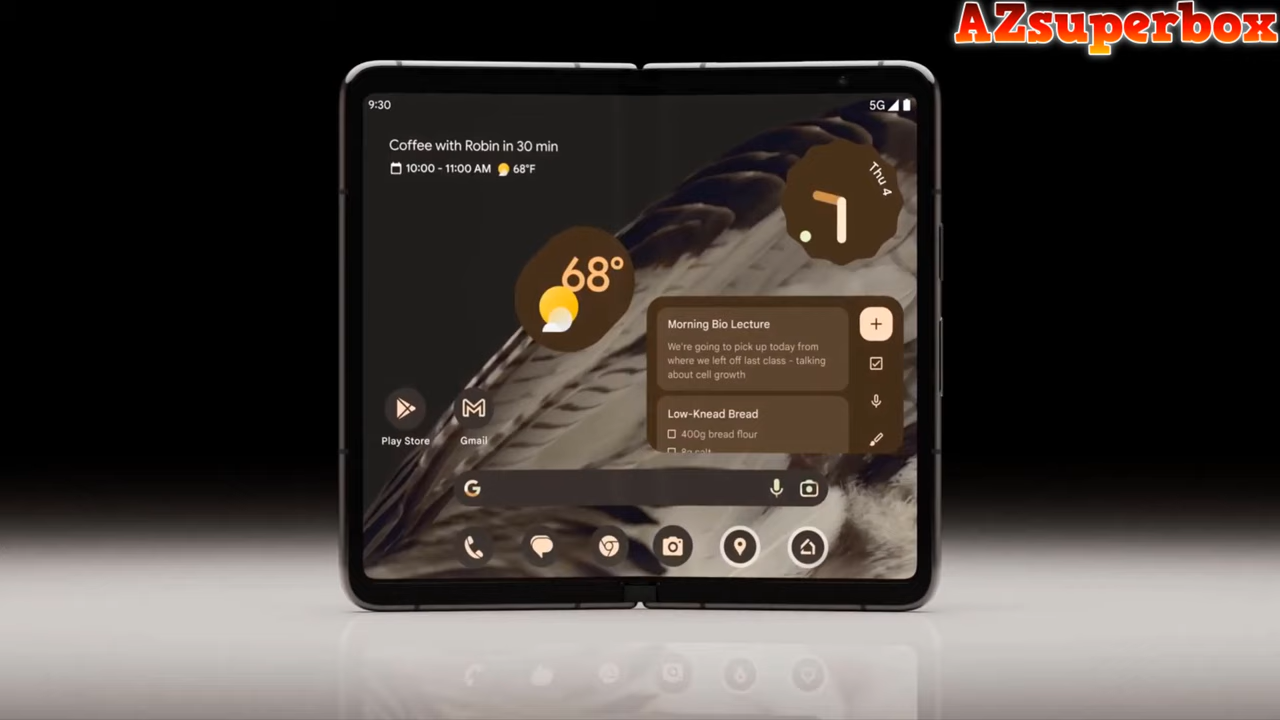 AZsuperbox
9:30
5G
Coffee with Robin in 30 min
10:00 - 11:00 AM 68°F
Thu 4
68°
Morning Bio Lecture
We're going to pick up today from
where we left off last class - talking
about cell growth
Low-Knead Bread
400g bread flour
8g salt
Play Store
Gmail
G